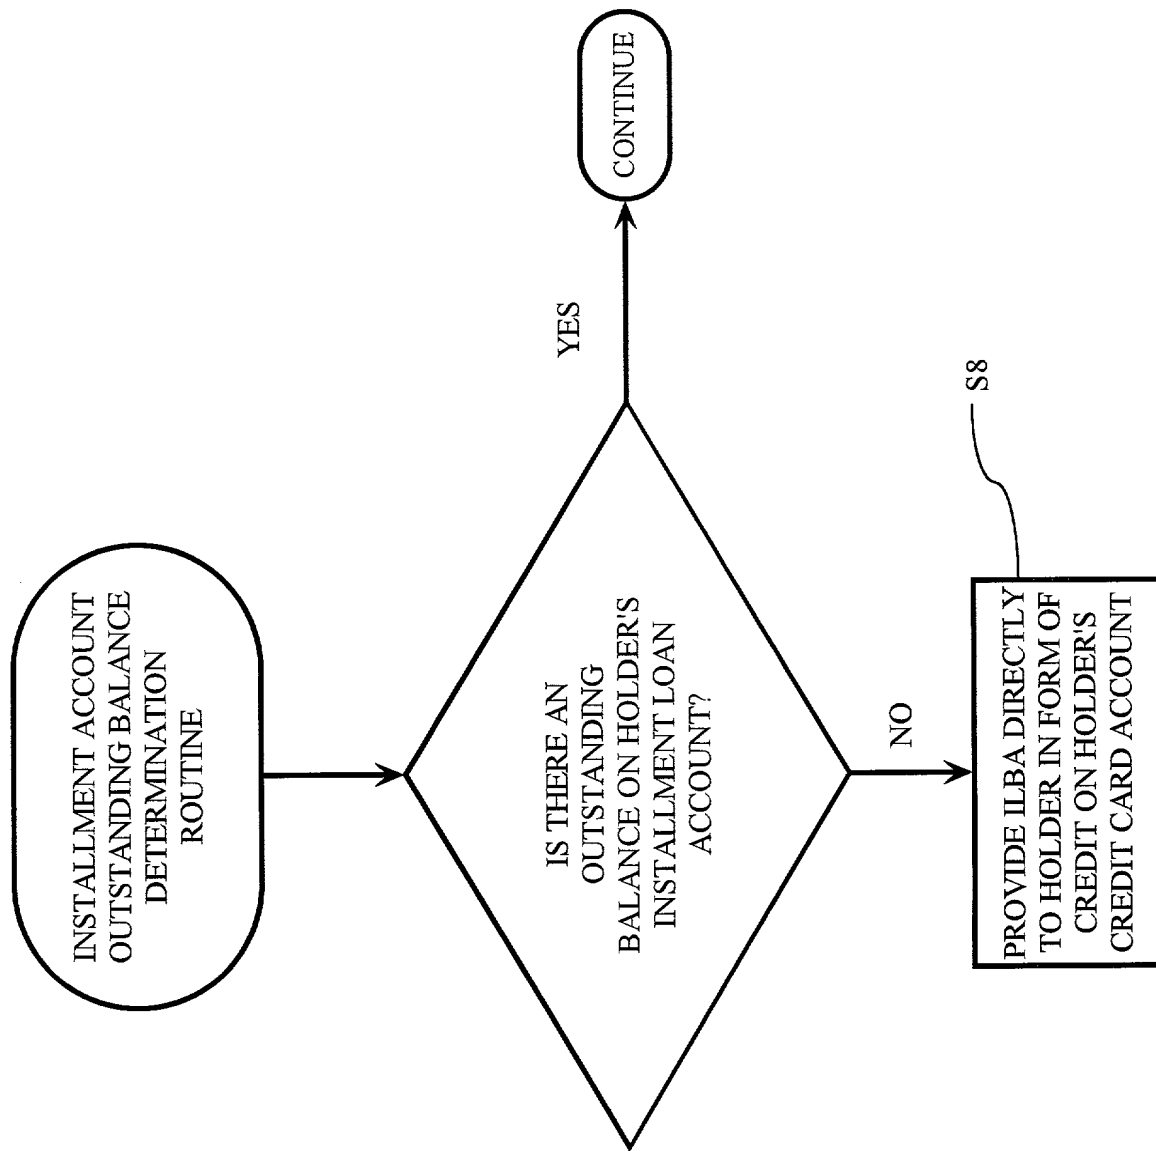 INSTALLMENT ACCOUNT
OUTSTANDING BALANCE
DETERMINATION
ROUTINE
IS THERE AN
OUTSTANDING
BALANCE ON HOLDER'S
INSTALLMENT LOAN
ACCOUNT?
YES
CONTINUE
NO
PROVIDE ILBA DIRECTLY
TO HOLDER IN FORM OF
CREDIT ON HOLDER'S
CREDIT CARD ACCOUNT
S8